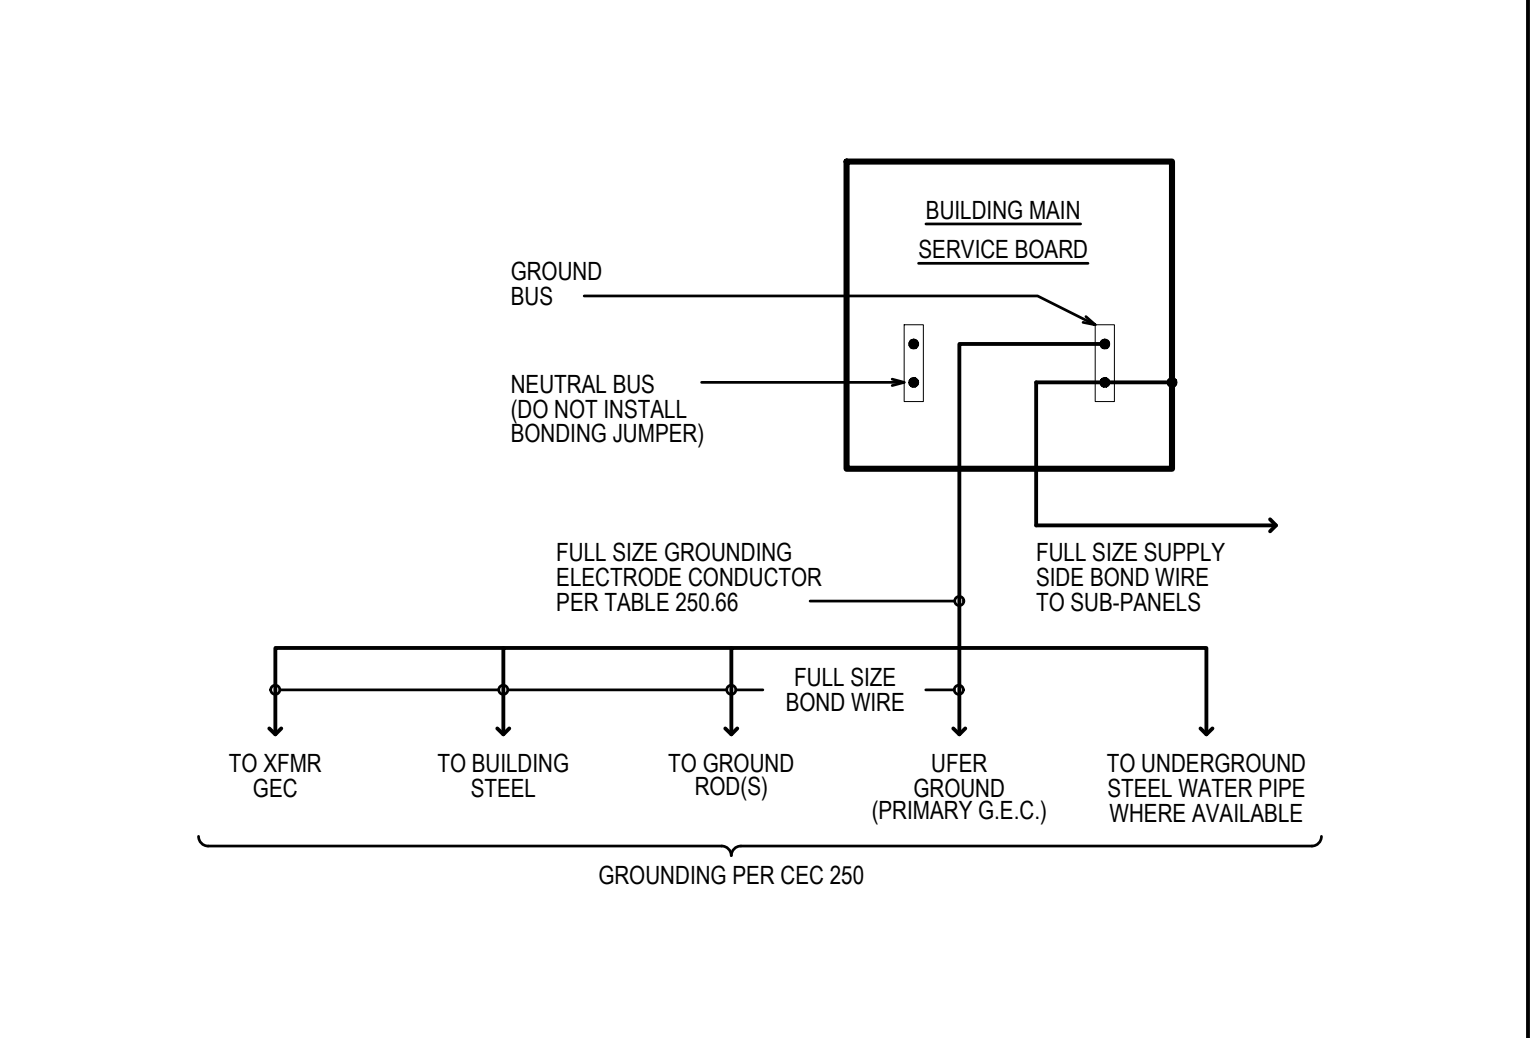 BUILDING MAIN
SERVICE BOARD
GROUND
BUS
NEUTRAL BUS
(DO NOT INSTALL
BONDING JUMPER)
FULL SIZE GROUNDING
ELECTRODE CONDUCTOR
PER TABLE 250.66
FULL SIZE SUPPLY
SIDE BOND WIRE
TO SUB-PANELS
FULL SIZE
BOND WIRE
TO XFMR
GEC
TO BUILDING
STEEL
TO GROUND
ROD(S)
UFER
GROUND
(PRIMARY G.E.C.)
TO UNDERGROUND
STEEL WATER PIPE
WHERE AVAILABLE
GROUNDING PER CEC 250